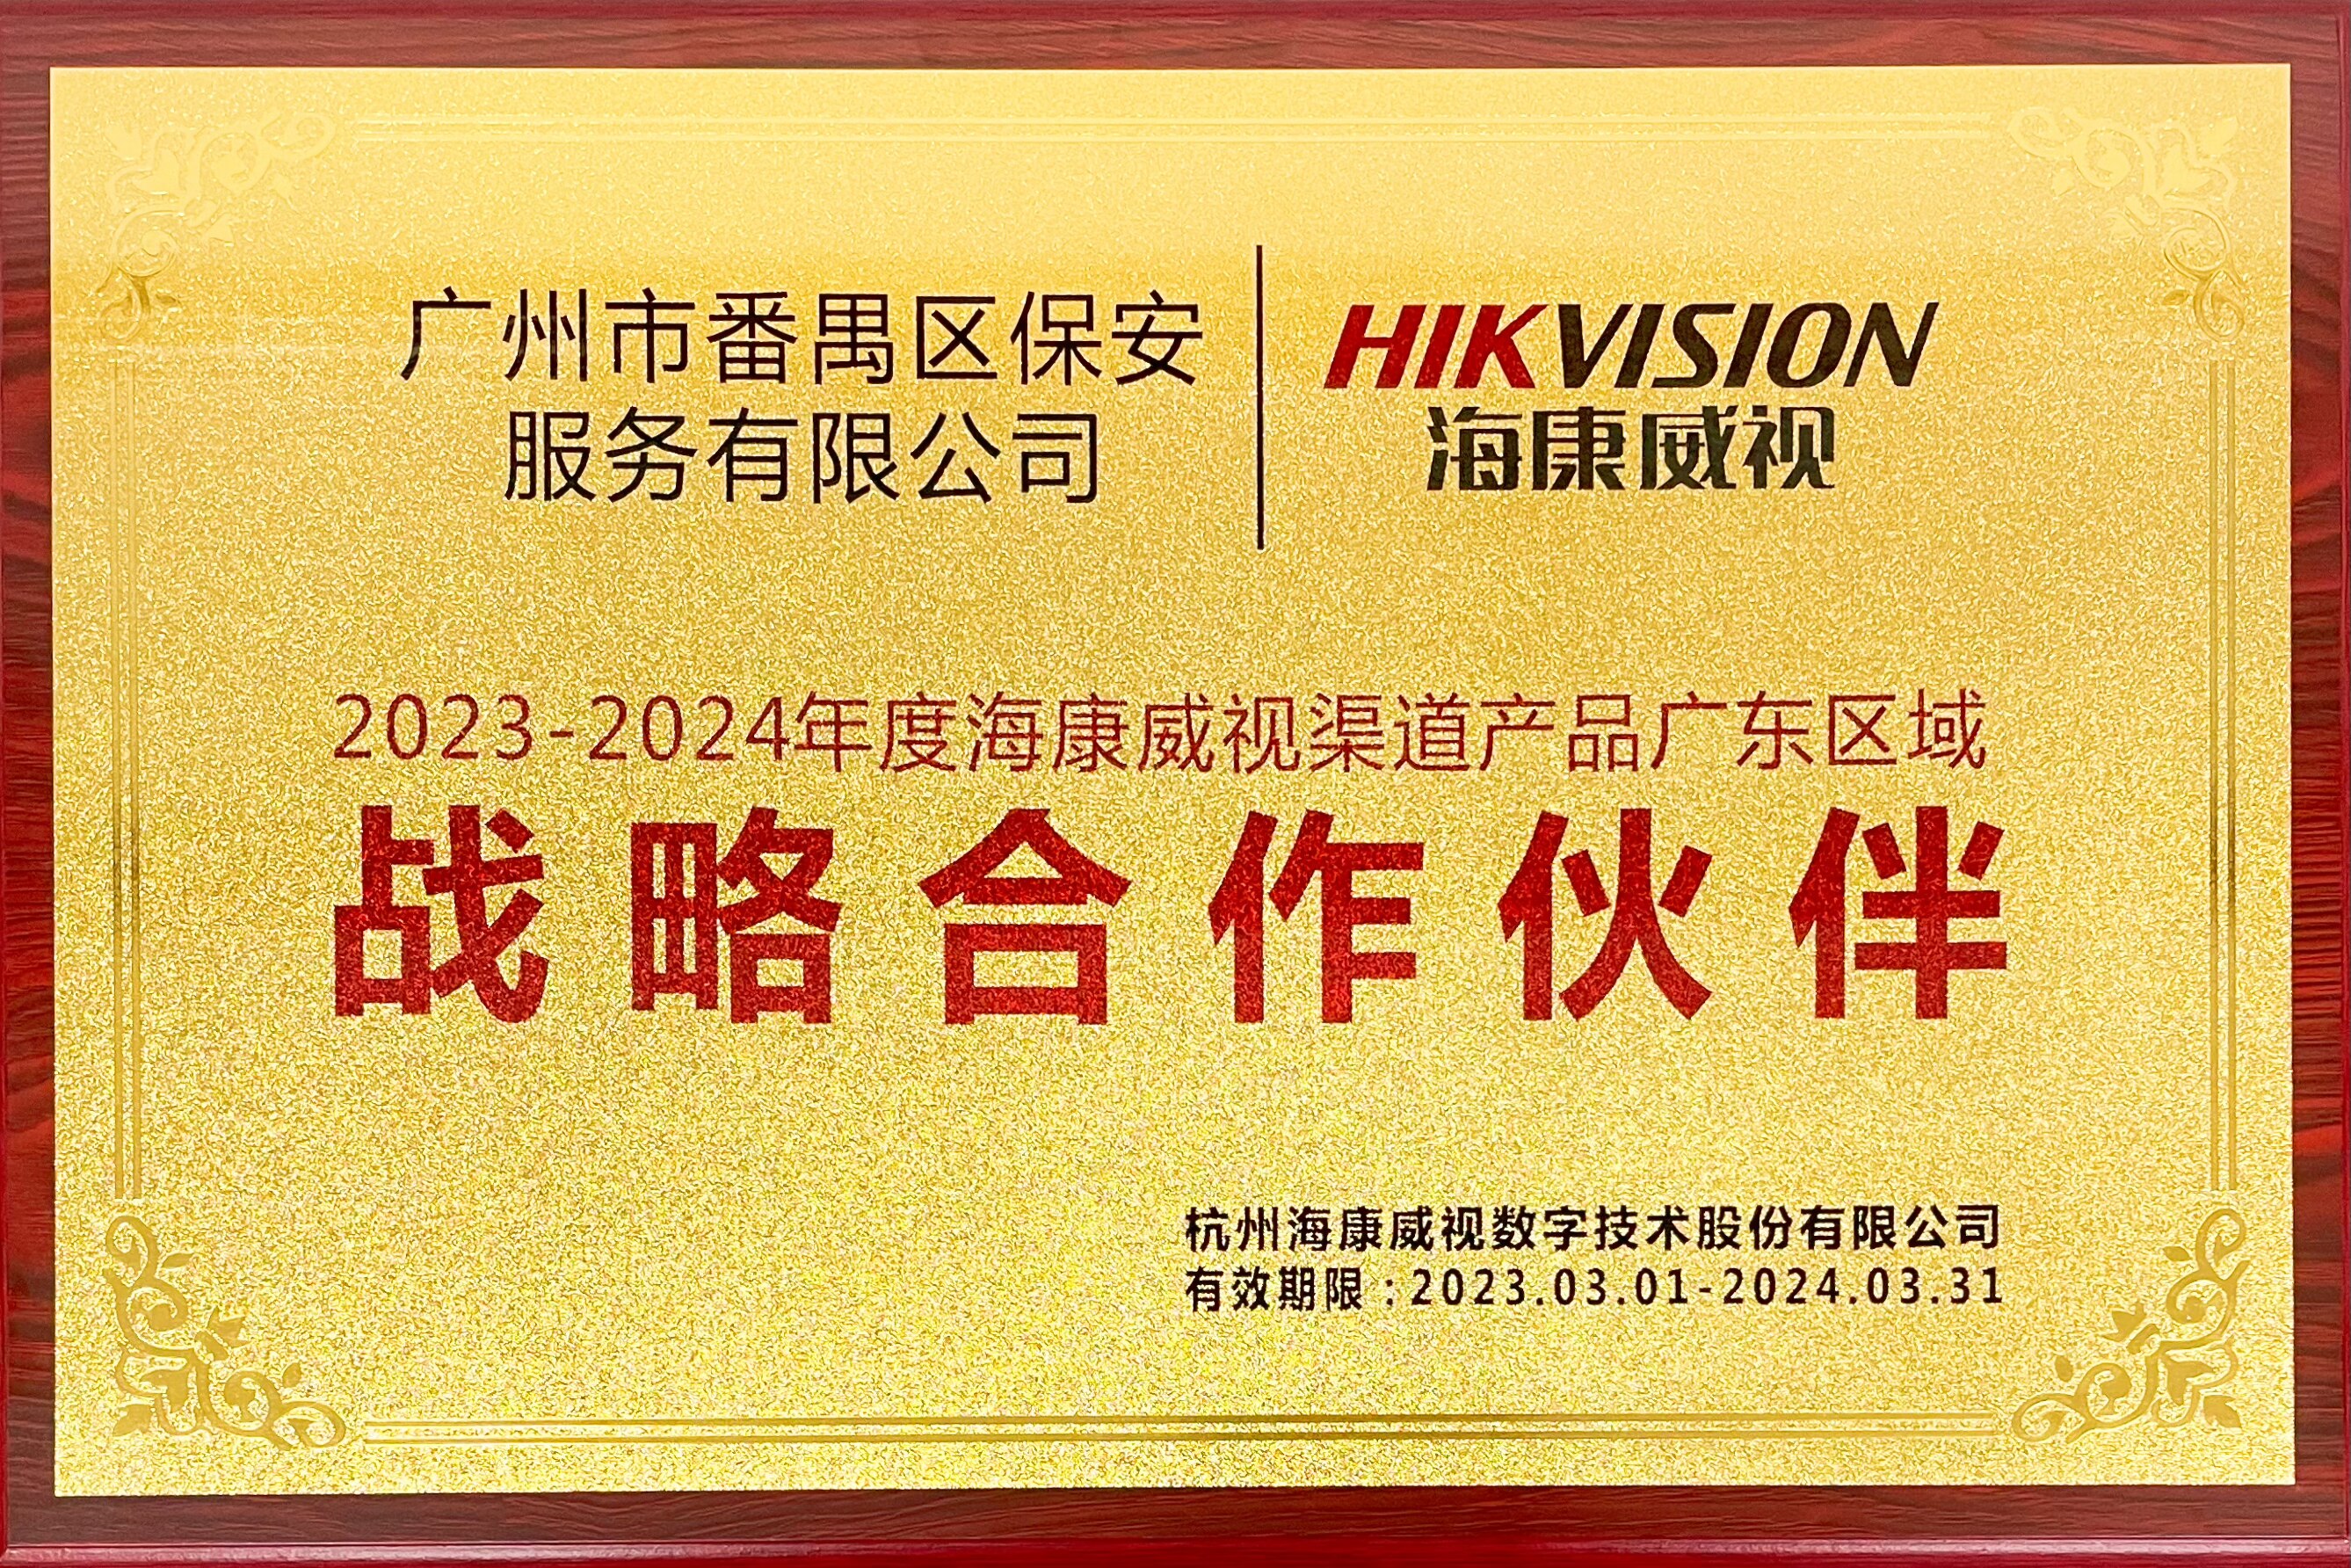 广州市番禺区保安
服务有限公司
HIKVISION
海康威视
2023-2024年度海康威视渠道产品广东区域
战略合作伙伴
杭州海康威视数字技术股份有限公司
有效期限:2023.03.01-2024.03.31